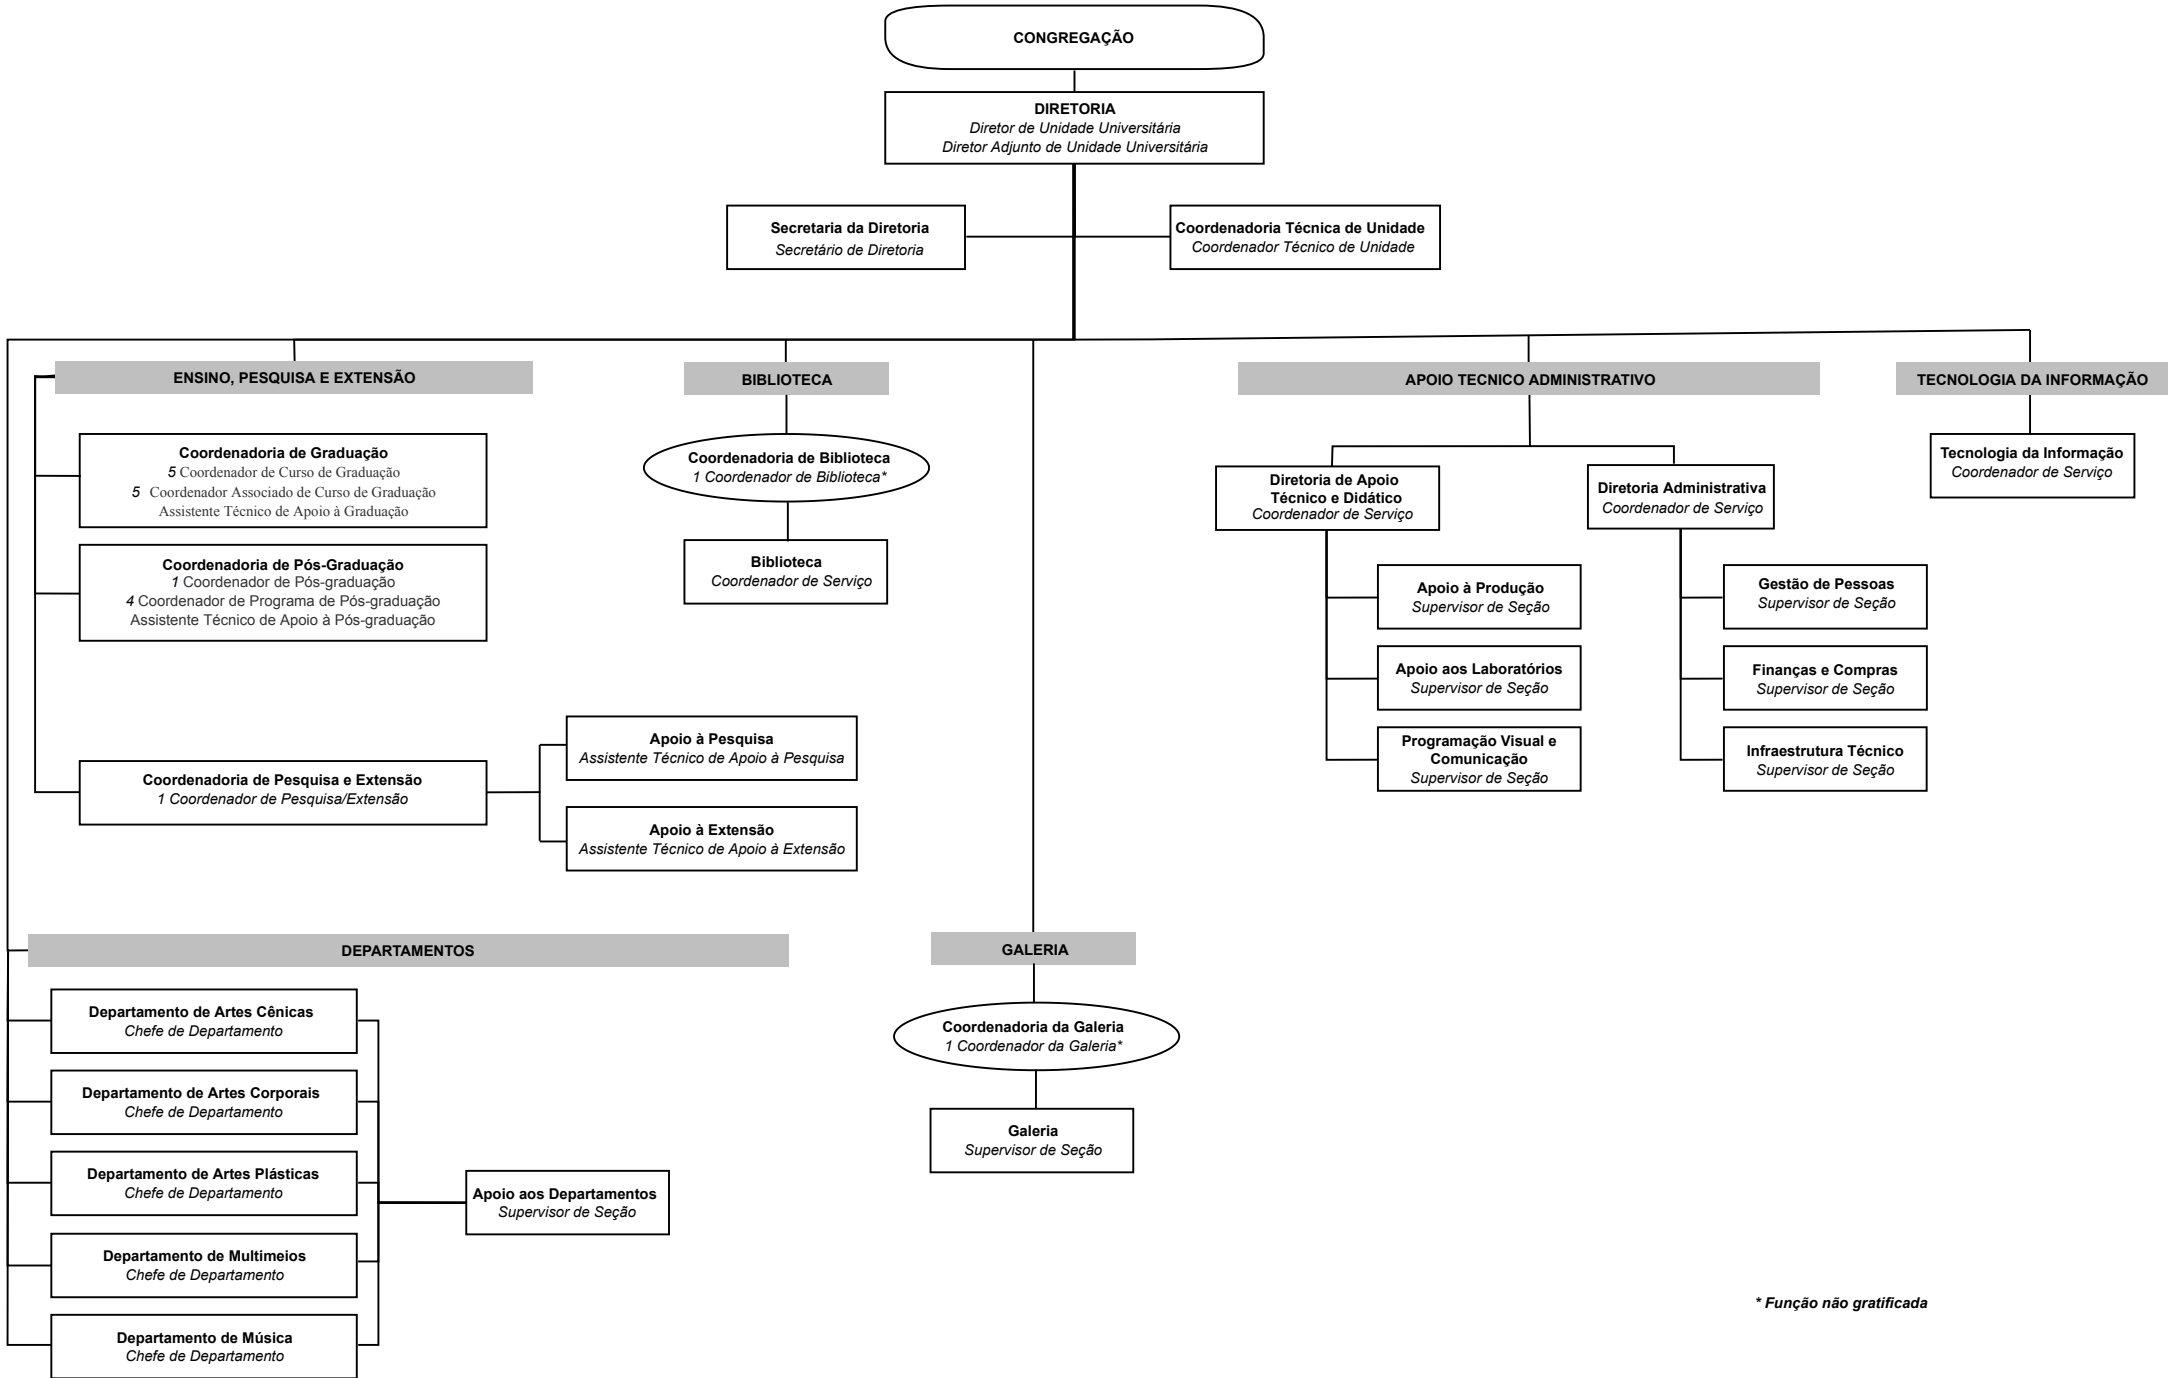 CONGREGAÇÃO
DIRETORIA
Diretor de Unidade Universitária
Diretor Adjunto de Unidade Universitária
Secretaria da Diretoria
Secretário de Diretoria
Coordenadoria Técnica de Unidade
Coordenador Técnico de Unidade
ENSINO, PESQUISA E EXTENSÃO
Coordenadoria de Graduação
5 Coordenador de Curso de Graduação
5 Coordenador Associado de Curso de Graduação
Assistente Técnico de Apoio à Graduação
Coordenadoria de Pós-Graduação
1 Coordenador de Pós-graduação
4 Coordenador de Programa de Pós-graduação
Assistente Técnico de Apoio à Pós-graduação
Coordenadoria de Pesquisa e Extensão
1 Coordenador de Pesquisa/Extensão
Apoio à Pesquisa
Assistente Técnico de Apoio à Pesquisa
Apoio à Extensão
Assistente Técnico de Apoio à Extensão
BIBLIOTECA
Coordenadoria de Biblioteca
1 Coordenador de Biblioteca*
Biblioteca
Coordenador de Serviço
APOIO TECNICO ADMINISTRATIVO
Diretoria de Apoio
Técnico e Didático
Coordenador de Serviço
Apoio à Produção
Supervisor de Seção
Apoio aos Laboratórios
Supervisor de Seção
Programação Visual e
Comunicação
Supervisor de Seção
Diretoria Administrativa
Coordenador de Serviço
Gestão de Pessoas
Supervisor de Seção
Finanças e Compras
Supervisor de Seção
Infraestrutura Técnico
Supervisor de Seção
TECNOLOGIA DA INFORMAÇÃO
Tecnologia da Informação
Coordenador de Serviço
DEPARTAMENTOS
Departamento de Artes Cênicas
Chefe de Departamento
Departamento de Artes Corporais
Chefe de Departamento
Departamento de Artes Plásticas
Chefe de Departamento
Departamento de Multimeios
Chefe de Departamento
Departamento de Música
Chefe de Departamento
Apoio aos Departamentos
Supervisor de Seção
GALERIA
Coordenadoria da Galeria
1 Coordenador da Galeria*
Galeria
Supervisor de Seção
* Função não gratificada